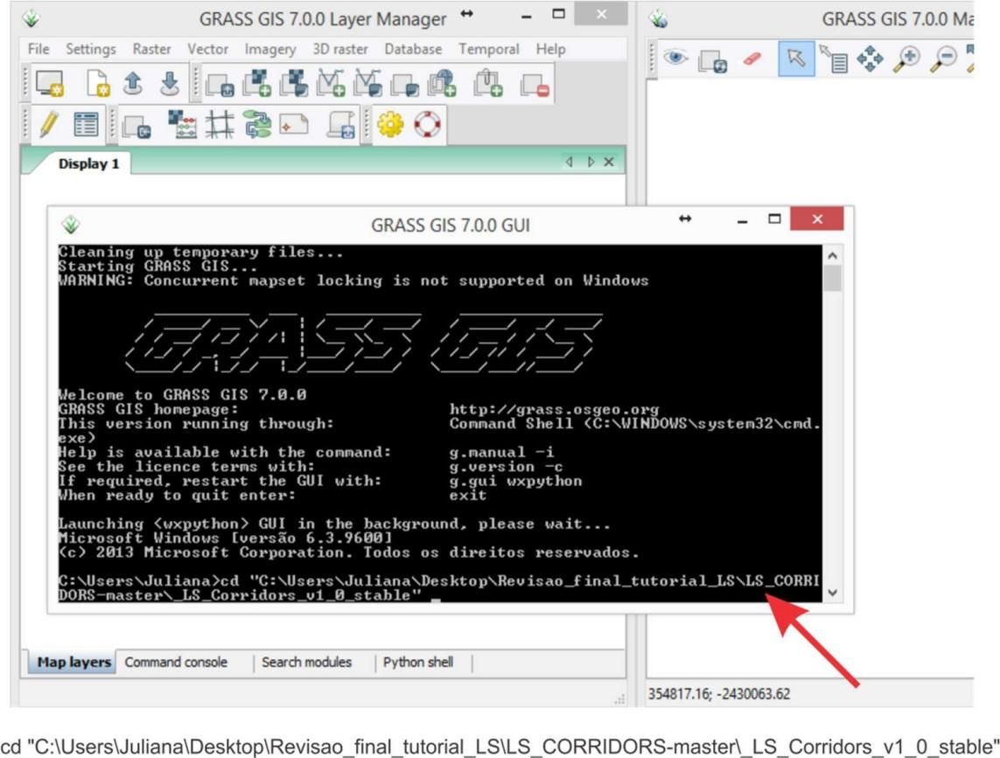 GRASS GIS 7.0.0 Layer Manager
GRASS GIS 7.0.0 Ma
File Settings Raster Vector Imagery 3D raster Database Temporal Help
Display 1
GRASS GIS 7.0.0 GUI
Cleaning up temporary files...
Starting GRASS GIS...
WARNING: Concurrent mapset locking is not supported on Windows
GRASS GIS
Welcome to GRASS GIS 7.0.0
GRASS GIS homepage: http://grass.osgeo.org
This version running through: Command Shell (C:\WINDOWS\system32\cmd.
exe)
Help is available with the command: g.manual -i
See the licence terms with: g.version -c
If required, restart the GUI with: g.gui wxpython
When ready to quit enter: exit
Launching <wxpython> GUI in the background, please wait...
Microsoft Windows [versão 6.3.9600]
(c) 2013 Microsoft Corporation. Todos os direitos reservados.
C:\Users\Juliana>cd "C:\Users\Juliana\Desktop\Revisao_final_tutorial_LS\LS_CORRI
DORS-master\_LS_Corridors_v1_0_stable" _
Map layers Command console Search modules Python shell
354817.16; -2430063.62
cd "C:\Users\Juliana\Desktop\Revisao_final_tutorial_LS\LS_CORRIDORS-master\_LS_Corridors_v1_0_stable"